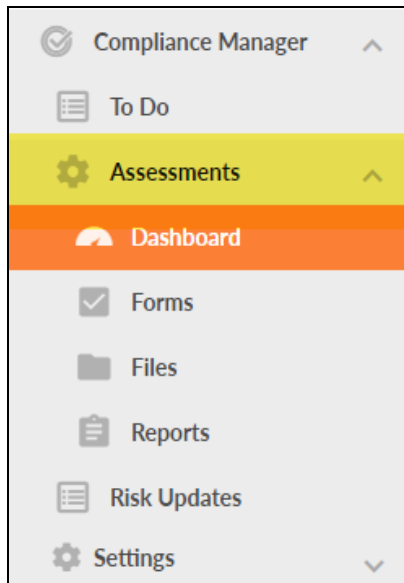 Compliance Manager
To Do
Assessments
Dashboard
Forms
Files
Reports
Risk Updates
Settings